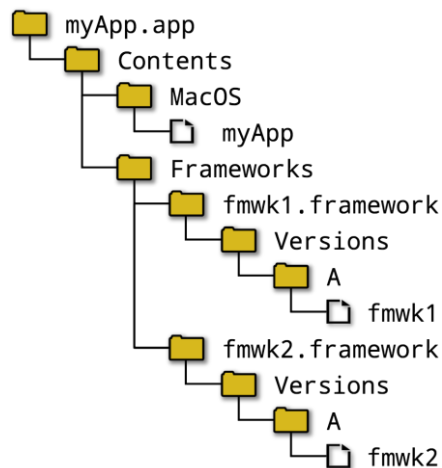 myApp.app
Contents
MacOS
myApp
Frameworks
fmwk1.framework
Versions
A
fmwk1
fmwk2.framework
Versions
A
fmwk2